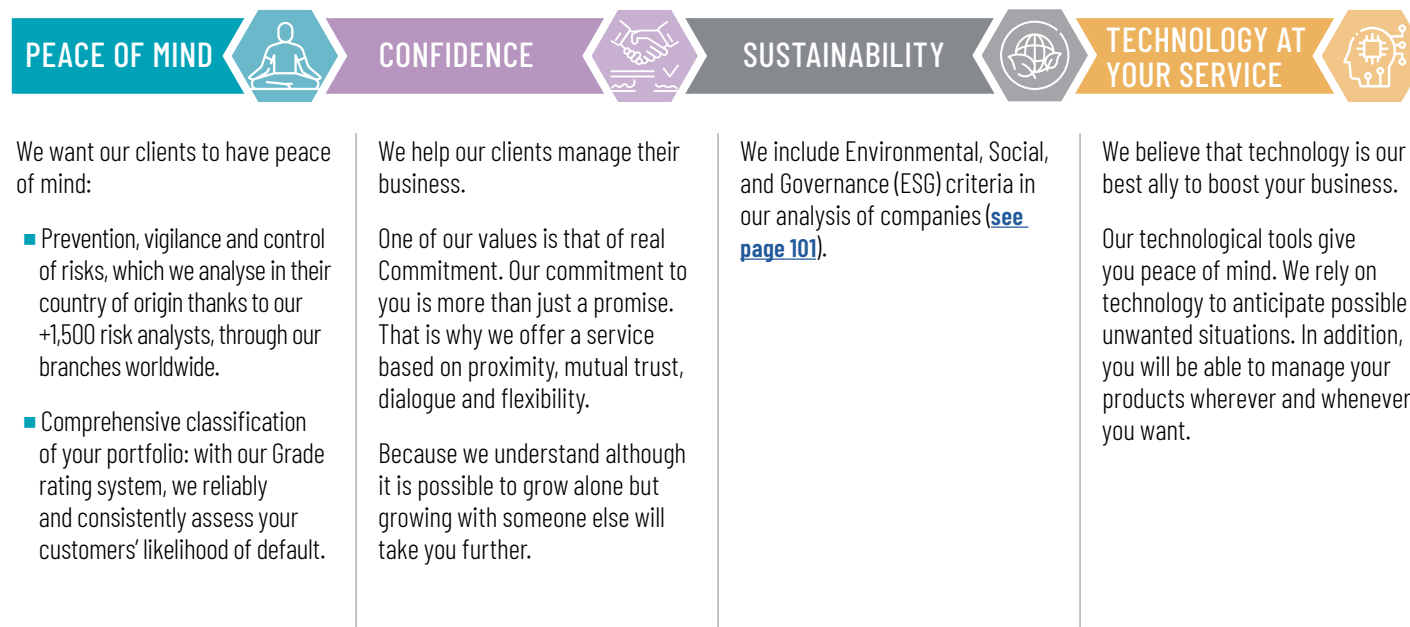 PEACE OF MIND
We want our clients to have peace
of mind:
■ Prevention, vigilance and control
of risks, which we analyse in their
country of origin thanks to our
+1,500 risk analysts, through our
branches worldwide.
■ Comprehensive classification
of your portfolio: with our Grade
rating system, we reliably
and consistently assess your
customers’ likelihood of default.
CONFIDENCE
We help our clients manage their
business.
One of our values is that of real
Commitment. Our commitment to
you is more than just a promise.
That is why we offer a service
based on proximity, mutual trust,
dialogue and flexibility.
Because we understand although
it is possible to grow alone but
growing with someone else will
take you further.
SUSTAINABILITY
We include Environmental, Social,
and Governance (ESG) criteria in
our analysis of companies (see
page 101).
TECHNOLOGY AT
YOUR SERVICE
We believe that technology is our
best ally to boost your business.
Our technological tools give
you peace of mind. We rely on
technology to anticipate possible
unwanted situations. In addition,
you will be able to manage your
products wherever and whenever
you want.